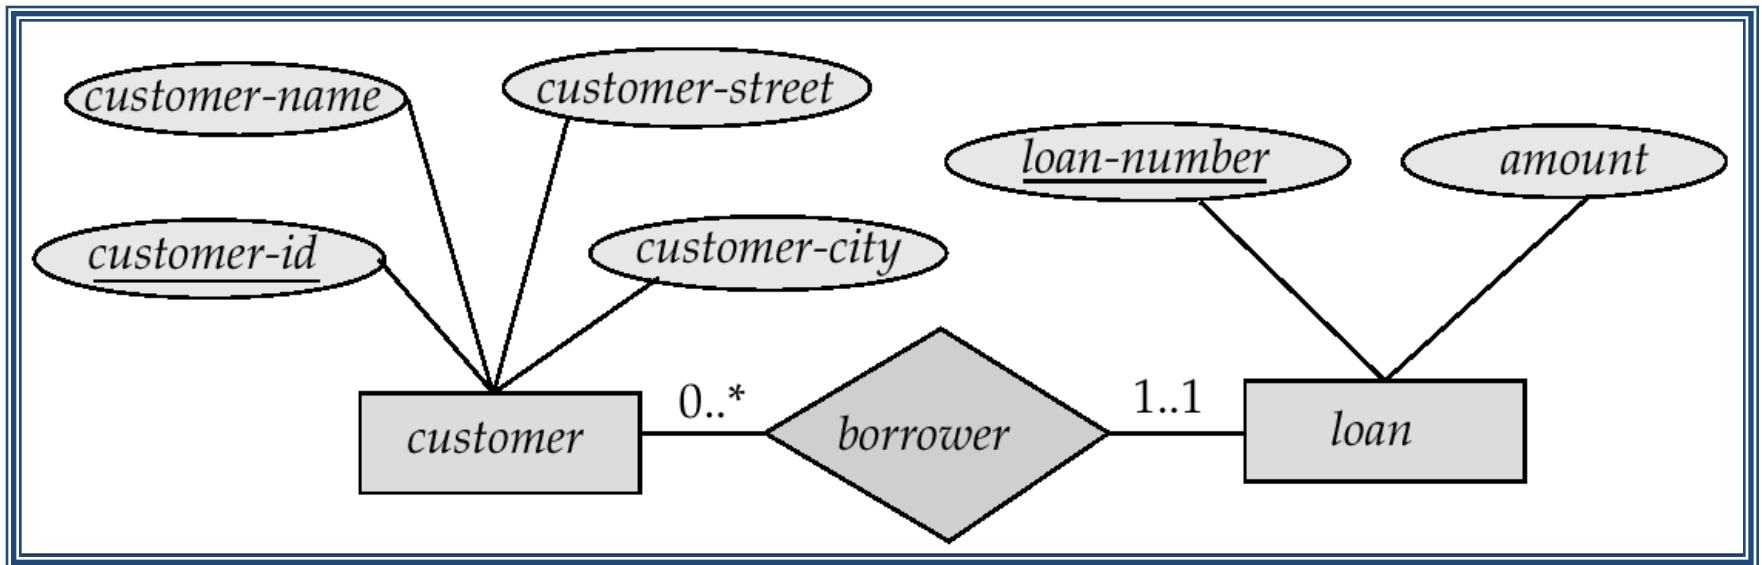 customer-name
customer-street
loan-number
amount
customer-id
customer-city
customer
0..*
borrower
1..1
loan